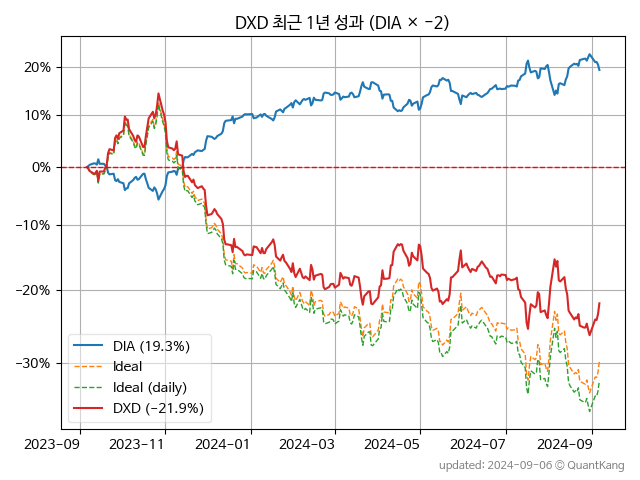 DXD 최근 1년 성과 (DIA × −2)
20%
10%
0%
−10%
−20%
−30%
DIA (19.3%)
Ideal
Ideal (daily)
DXD (−21.9%)
2023-09 2023-11 2024-01 2024-03 2024-05 2024-07 2024-09
updated: 2024-09-06 © QuantKang